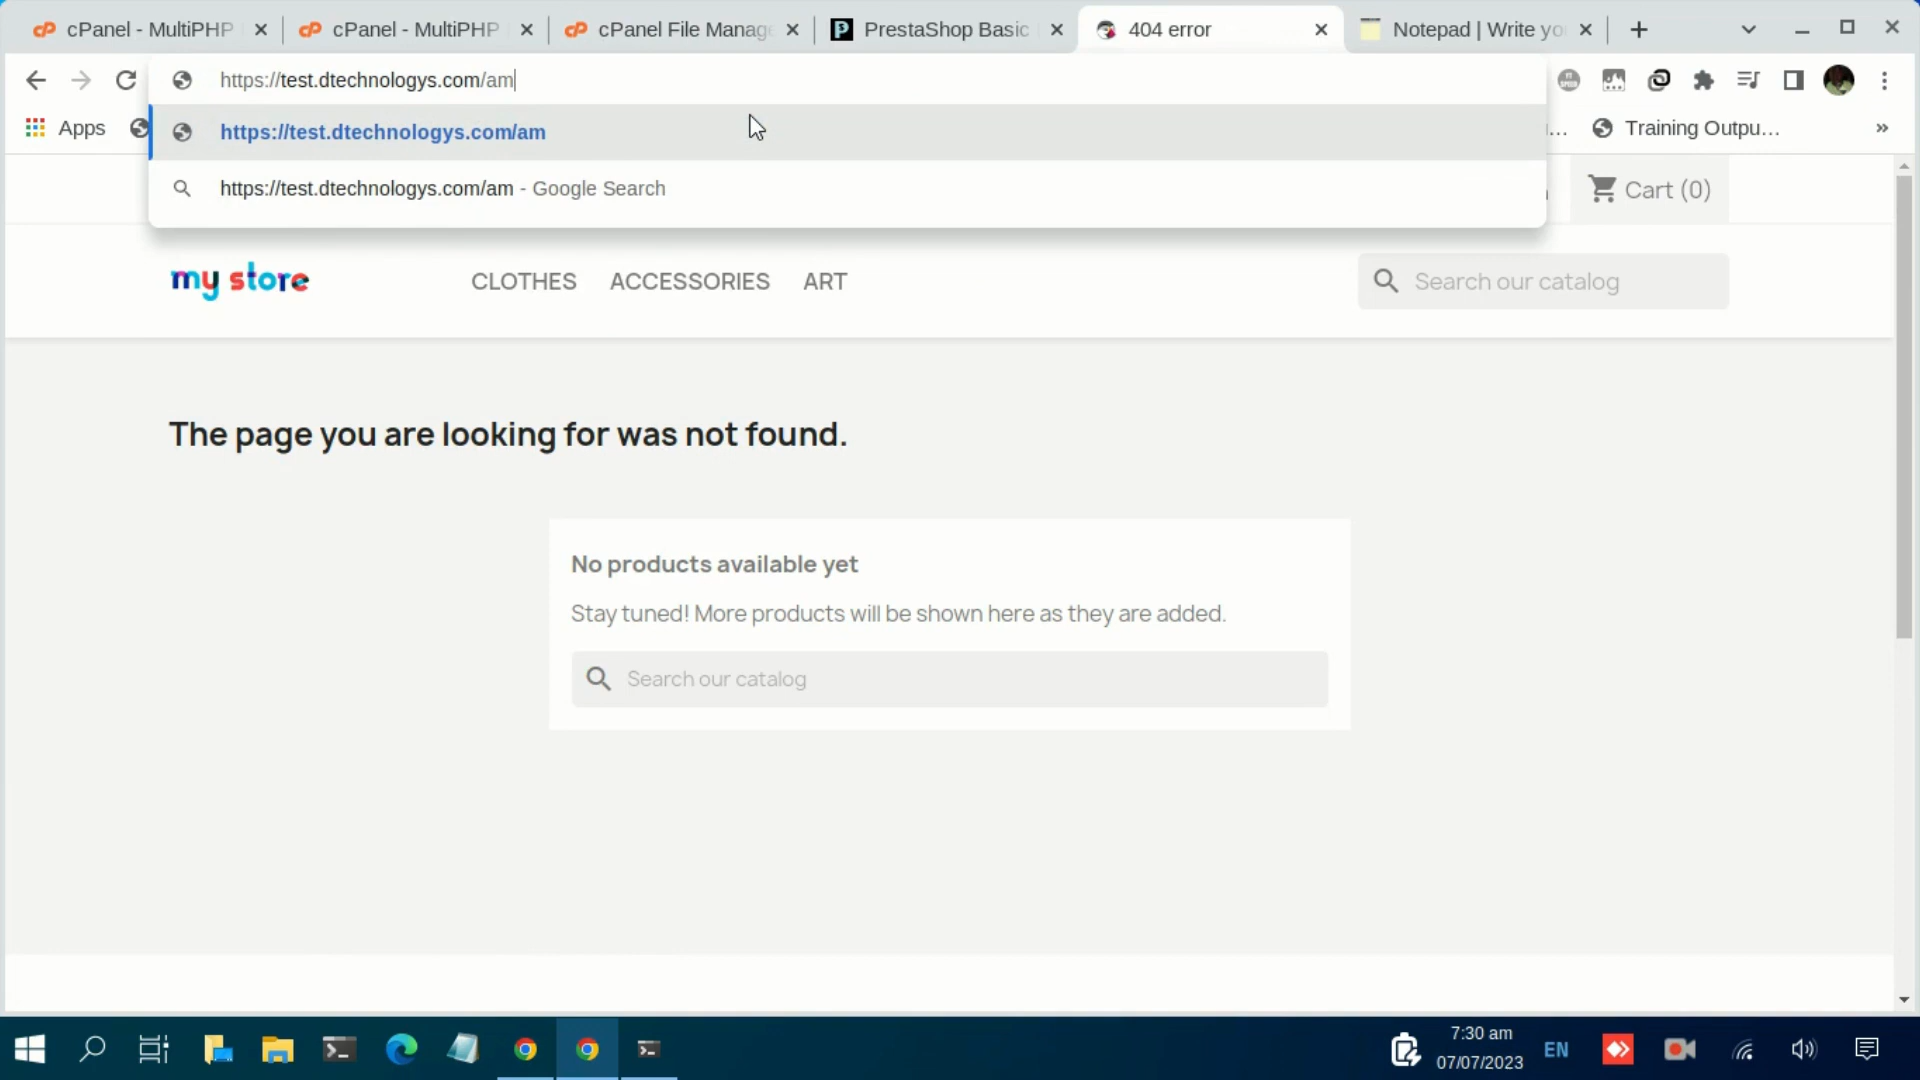 cPanel - MultiPHP
cPanel - MultiPHP
cPanel File Manage
PrestaShop Basic
404 error
Notepad | Write yo
https://test.dtechnologys.com/am
Apps
https://test.dtechnologys.com/am
Training Outpu...
https://test.dtechnologys.com/am - Google Search
Cart (0)
my store
CLOTHES
ACCESSORIES
ART
Search our catalog
The page you are looking for was not found.
No products available yet
Stay tuned! More products will be shown here as they are added.
Search our catalog
7:30 am
EN
07/07/2023